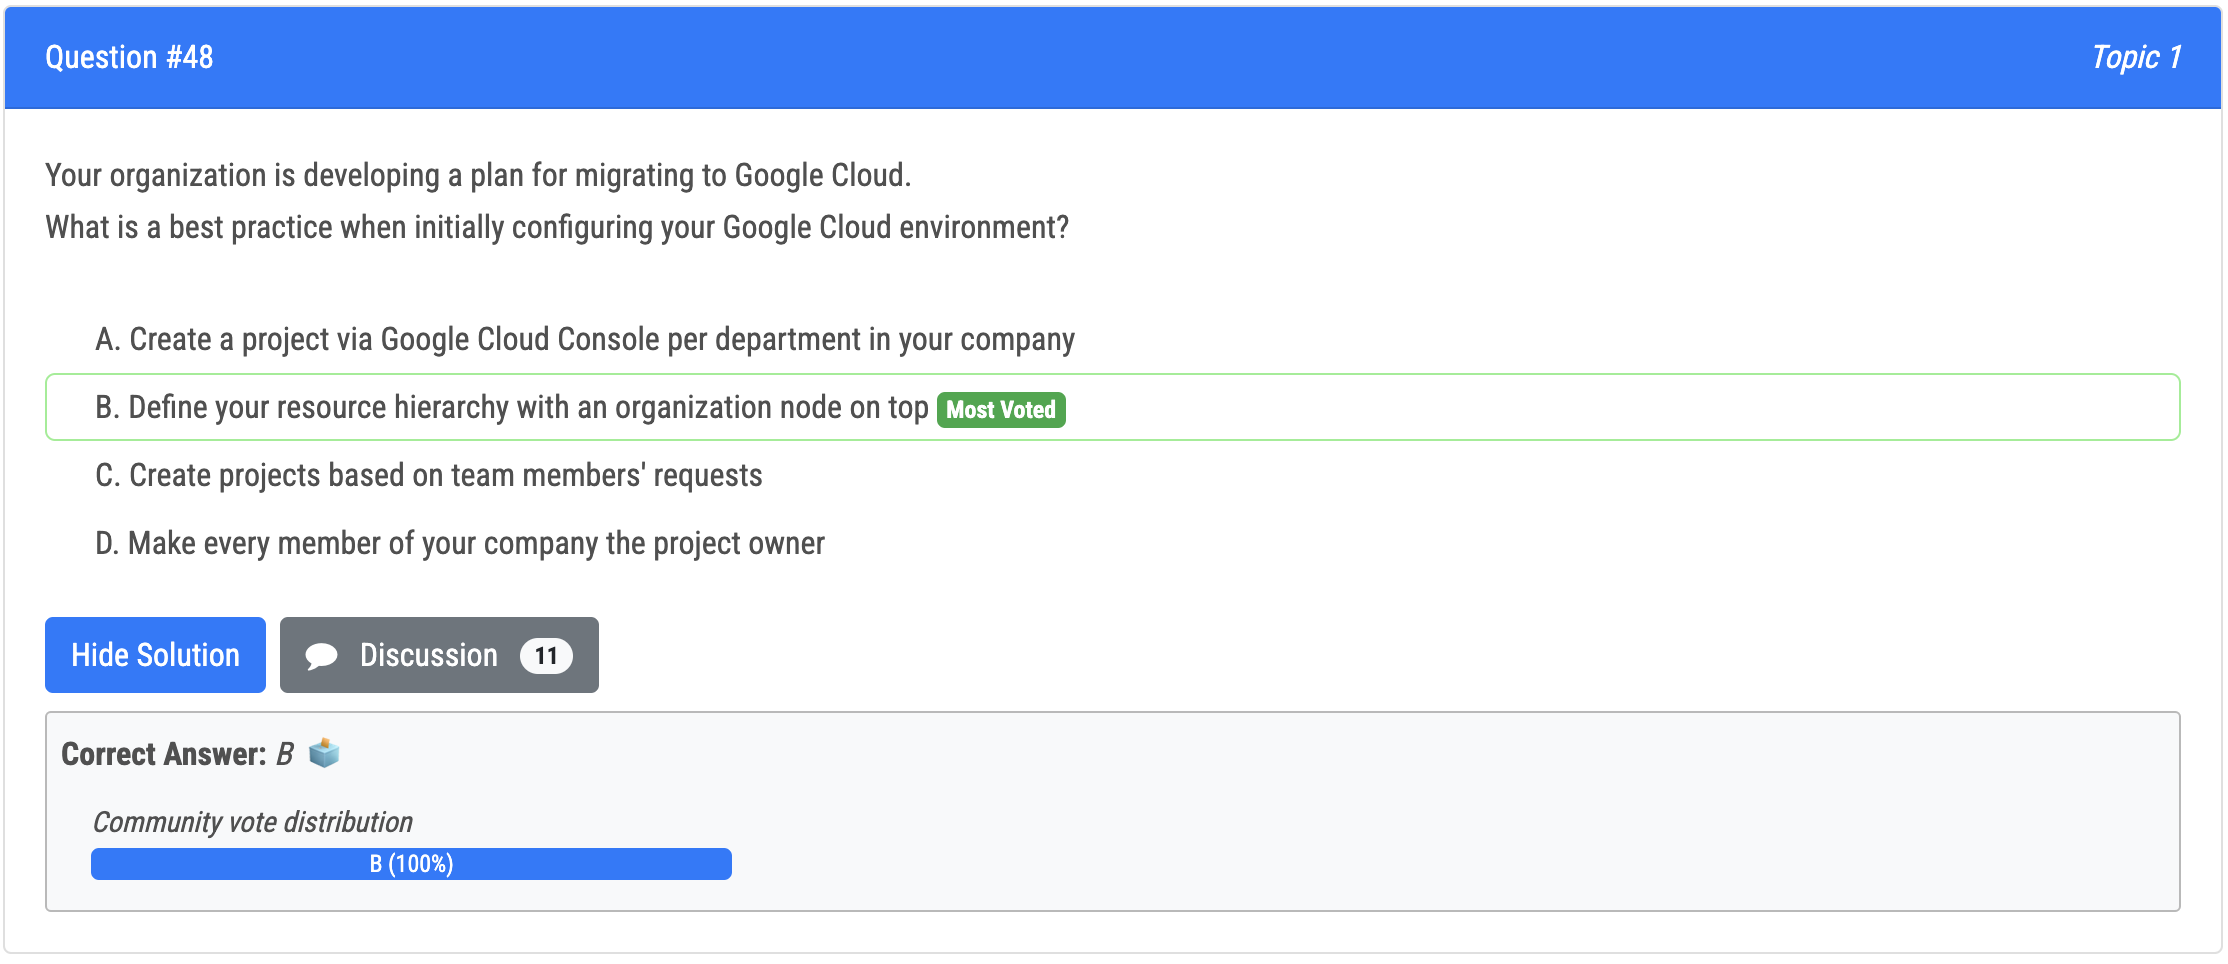 Question #48
Topic 1
Your organization is developing a plan for migrating to Google Cloud.
What is a best practice when initially configuring your Google Cloud environment?
A. Create a project via Google Cloud Console per department in your company
B. Define your resource hierarchy with an organization node on top Most Voted
C. Create projects based on team members' requests
D. Make every member of your company the project owner
Hide Solution
Discussion 11
Correct Answer: B
Community vote distribution
B (100%)